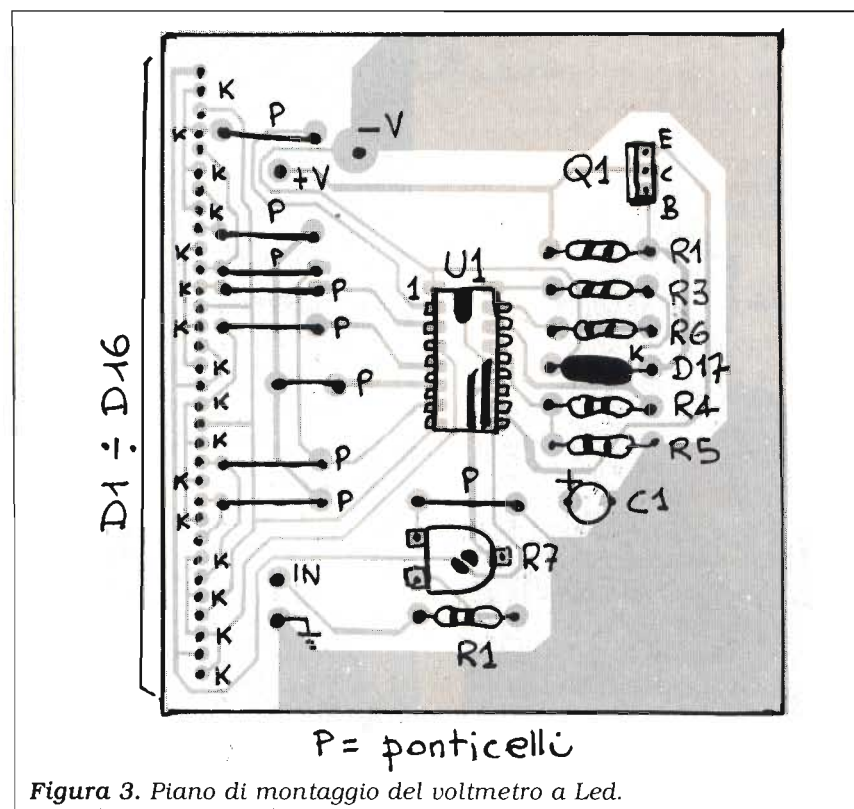 K
P
K
-V
E
K
+V
Q1
C
K
P
B
K
P
R1
U1
K
P
1
R3
K
P
R6
K
K
D17
P
K
R4
D1 ÷ D16
K
R5
P
K
P
+
C1
K
P
K
R7
IN
K
K
R1
K
P = ponticelli
Figura 3. Piano di montaggio del voltmetro a Led.